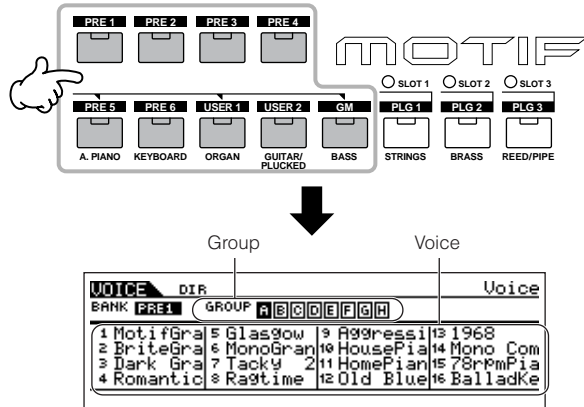 PRE 1 PRE 2 PRE 3 PRE 4
MOTIF
SLOT 1 SLOT 2 SLOT 3
PRE 5 PRE 6 USER 1 USER 2 GM PLG 1 PLG 2 PLG 3
A. PIANO KEYBOARD ORGAN GUITAR/ PLUCKED BASS STRINGS BRASS REED/PIPE
Group Voice
VOICE DIR Voice
BANK PRE1 GROUP A B C D E F G H
1 MotifGra 5 Glasgow 9 Aggressi 13 1968
2 BriteGra 6 MonoGran 10 HousePia 14 Mono Com
3 Dark Gra 7 Tacky 2 11 HomePian 15 78rpmPia
4 Romantic 8 Ragtime 12 Old Blue 16 BalladKe